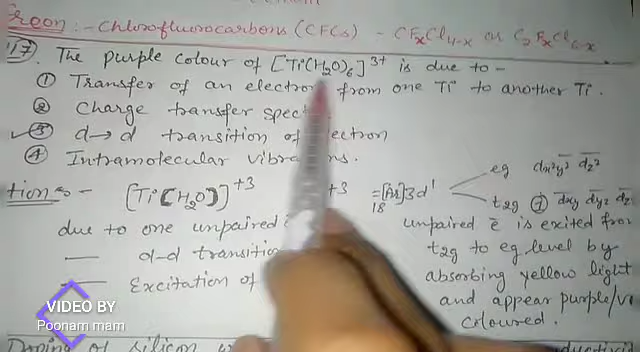 Freon :- Chlorofluorocarbons (CFCs) - CFxCl4-x or C2FxCl6-x
17. The purple colour of [Ti(H2O)6]3+ is due to -
① Transfer of an electron from one Ti to another Ti.
② Charge transfer spect
③ d→d transition of electron
④ Intramolecular vibrations.
tion :- [Ti(H2O)]+3 +3 =[Ar]3d1 eg dx2y2 dz2
18 t2g ① dxy dyz dz
due to one unpaired unpaired e is exited from
— d-d transition t2g to eg level by
— Excitation of absorbing yellow light
and appear purple/vi
coloured.
VIDEO BY
Poonam mam
Doping of silicon